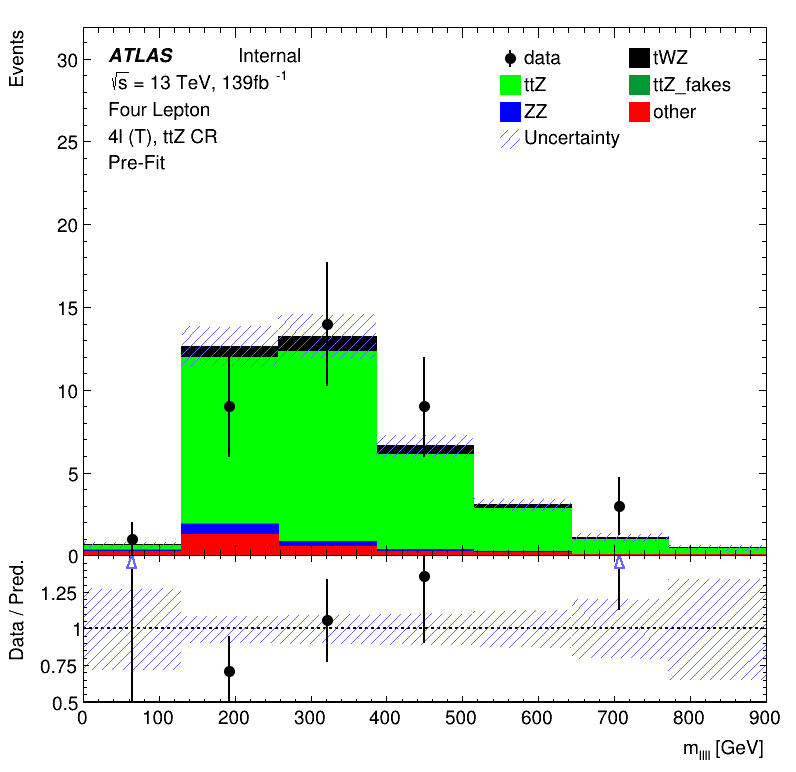 Events
30
25
20
15
10
5
0
ATLAS Internal
√s = 13 TeV, 139fb -1
Four Lepton
4l (T), ttZ CR
Pre-Fit
data
tWZ
ttZ
ttZ_fakes
ZZ
other
Uncertainty
Data / Pred.
1.25
1
0.75
0.5
0 100 200 300 400 500 600 700 800 900
m_llll [GeV]